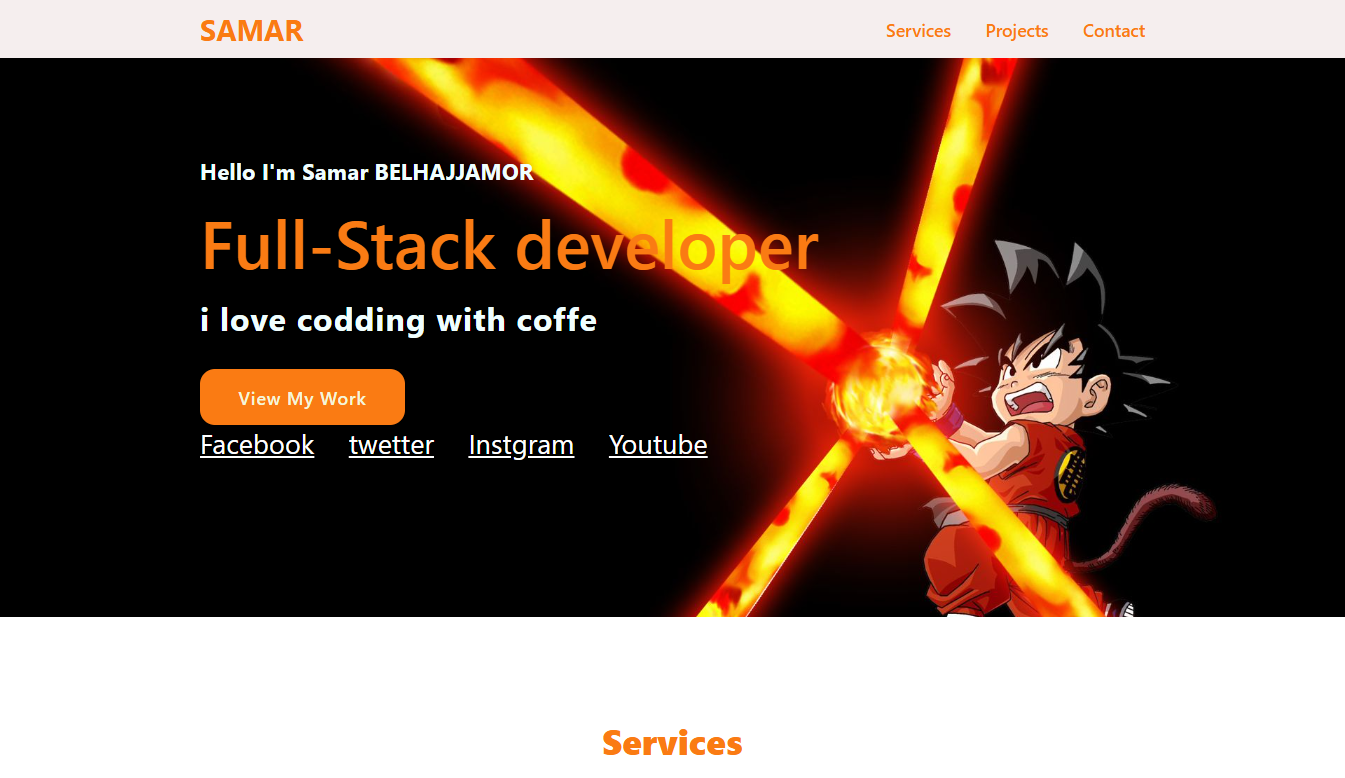 SAMAR Services Projects Contact
Hello I'm Samar BELHAJJAMOR
Full-Stack developer
i love codding with coffe
View My Work
Facebook twetter Instgram Youtube
Services